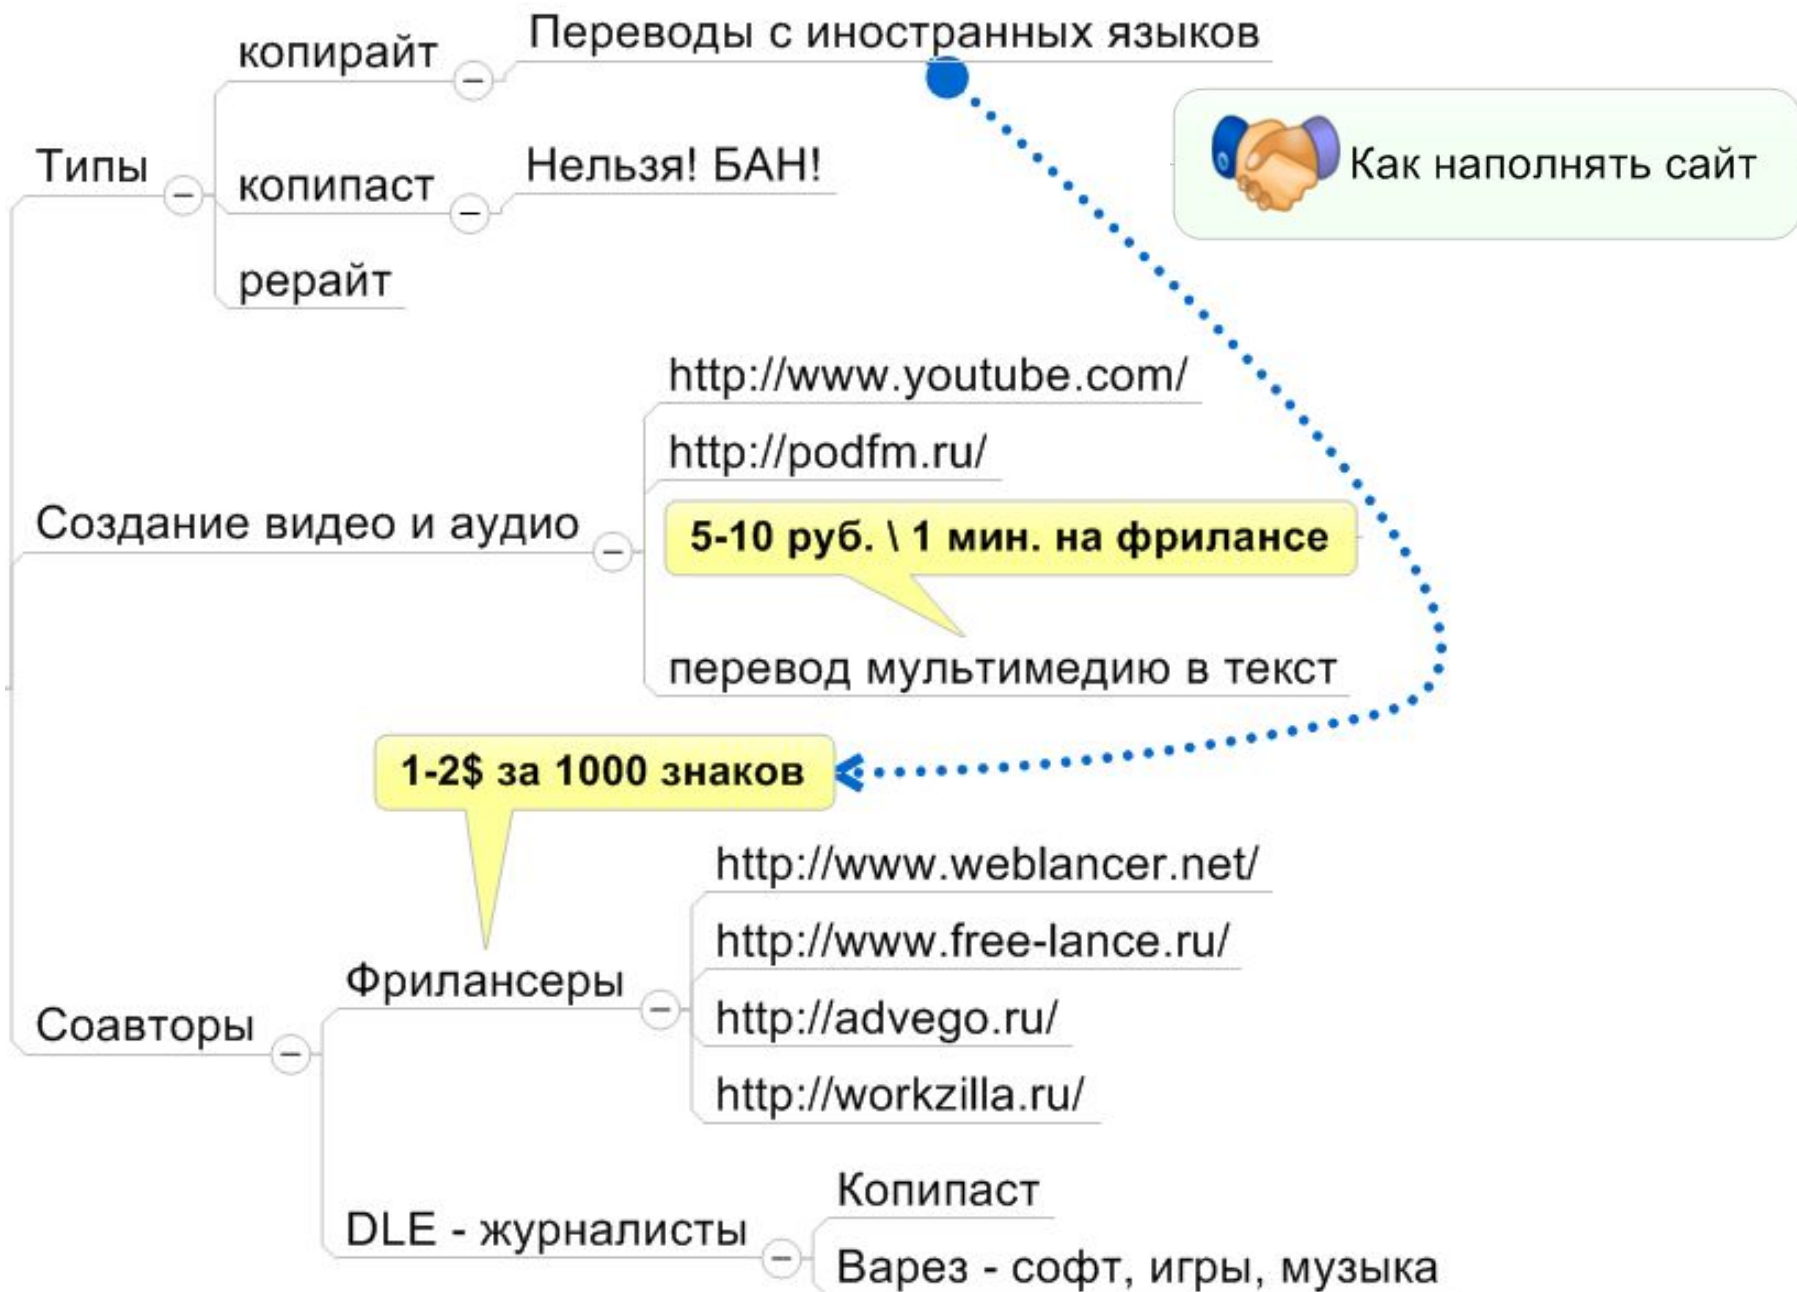 Как наполнять сайт
Типы
копирайт
Переводы с иностранных языков
копипаст
Нельзя! БАН!
рерайт
Создание видео и аудио
http://www.youtube.com/
http://podfm.ru/
5-10 руб. \ 1 мин. на фрилансе
перевод мультимедию в текст
Соавторы
1-2$ за 1000 знаков
Фрилансеры
http://www.weblancer.net/
http://www.free-lance.ru/
http://advego.ru/
http://workzilla.ru/
DLE - журналисты
Копипаст
Варез - софт, игры, музыка